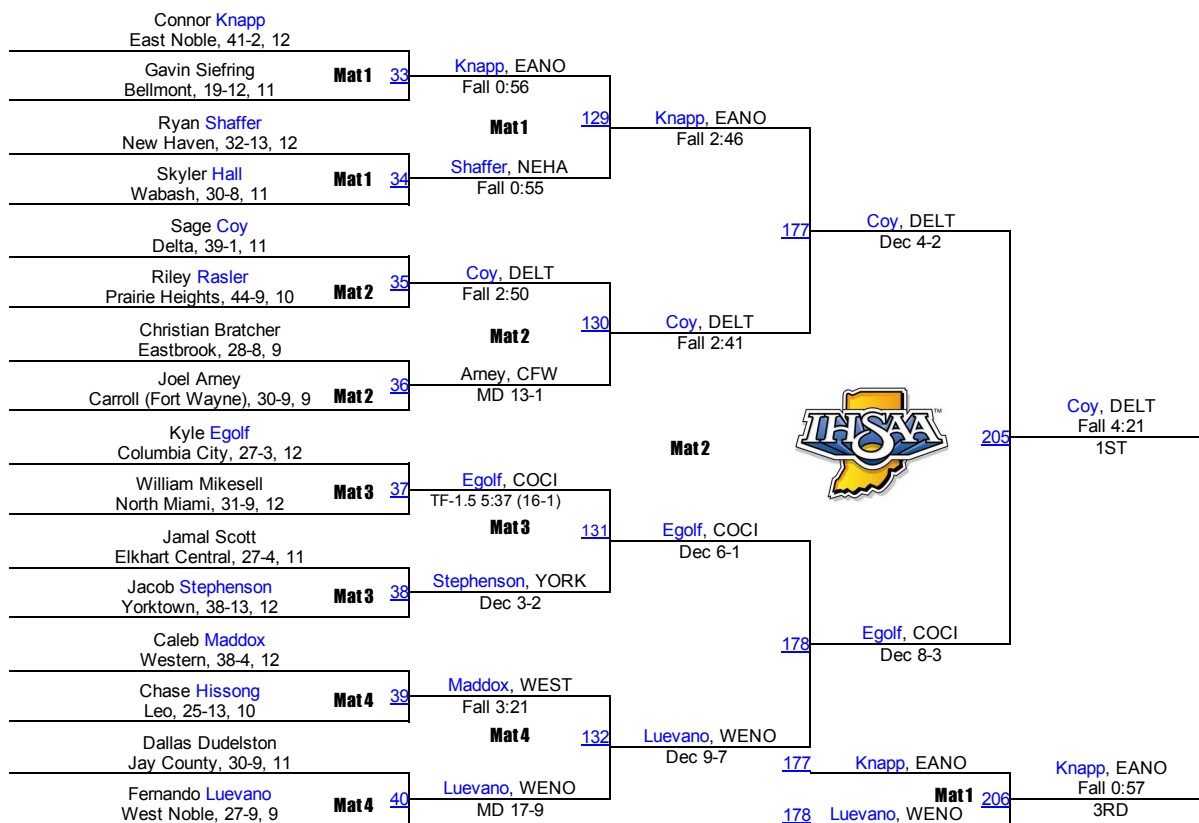 Connor Knapp
East Noble, 41-2, 12
Gavin Siefring
Bellmont, 19-12, 11
Mat 1 33
Knapp, EANO
Fall 0:56
Ryan Shaffer
New Haven, 32-13, 12
Mat 1 129
Knapp, EANO
Fall 2:46
Skyler Hall
Wabash, 30-8, 11
Mat 1 34
Shaffer, NEHA
Fall 0:55
Sage Coy
Delta, 39-1, 11
177
Coy, DELT
Dec 4-2
Riley Rasler
Prairie Heights, 44-9, 10
Mat 2 35
Coy, DELT
Fall 2:50
Christian Bratcher
Eastbrook, 28-8, 9
Mat 2 130
Coy, DELT
Fall 2:41
Joel Arney
Carroll (Fort Wayne), 30-9, 9
Mat 2 36
Arney, CFW
MD 13-1
IHSAA
TM
Mat 2
205
Coy, DELT
Fall 4:21
1ST
Kyle Egolf
Columbia City, 27-3, 12
William Mikesell
North Miami, 31-9, 12
Mat 3 37
Egolf, COCI
TF-1.5 5:37 (16-1)
Jamal Scott
Elkhart Central, 27-4, 11
Mat 3 131
Egolf, COCI
Dec 6-1
Jacob Stephenson
Yorktown, 38-13, 12
Mat 3 38
Stephenson, YORK
Dec 3-2
Caleb Maddox
Western, 38-4, 12
178
Egolf, COCI
Dec 8-3
Chase Hissong
Leo, 25-13, 10
Mat 4 39
Maddox, WEST
Fall 3:21
Dallas Dudelston
Jay County, 30-9, 11
Mat 4 132
Luevano, WENO
Dec 9-7
Fernando Luevano
West Noble, 27-9, 9
Mat 4 40
Luevano, WENO
MD 17-9
177 Knapp, EANO
Mat 1 206
178 Luevano, WENO
Knapp, EANO
Fall 0:57
3RD